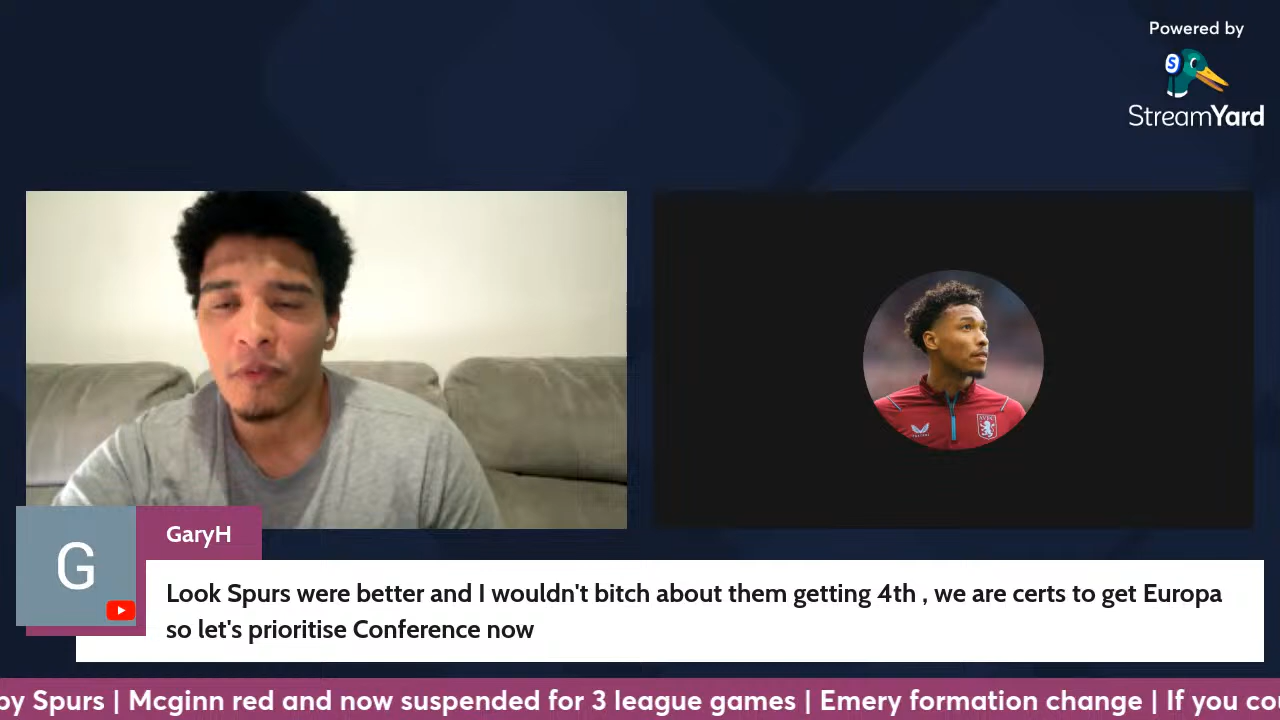 Powered by
S
StreamYard
G
GaryH
Look Spurs were better and I wouldn't bitch about them getting 4th , we are certs to get Europa
so let's prioritise Conference now
by Spurs | Mcginn red and now suspended for 3 league games | Emery formation change | If you co